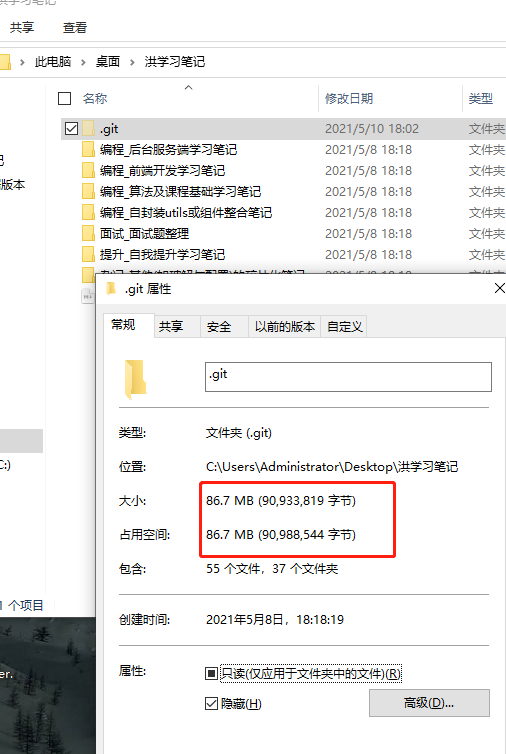 共享 查看
此电脑 桌面 洪学习笔记
名称 修改日期 类型
.git 2021/5/10 18:02 文件夹
编程_后台服务端学习笔记 2021/5/8 18:18 文件夹
编程_前端开发学习笔记 2021/5/8 18:18 文件夹
编程_算法及课程基础学习笔记 2021/5/8 18:18 文件夹
编程_自封装utils或组件整合笔记 2021/5/8 18:18 文件夹
版本
面试_面试题整理 2021/5/8 18:18 文件夹
提升_自我提升学习笔记 2021/5/8 18:18 文件夹
.git 属性
常规 共享 安全 以前的版本 自定义
.git
类型: 文件夹 (.git)
位置: C:\Users\Administrator\Desktop\洪学习笔记
C:)
大小: 86.7 MB (90,933,819 字节)
占用空间: 86.7 MB (90,988,544 字节)
包含: 55 个文件，37 个文件夹
1 个项目
创建时间: 2021年5月8日，18:18:19
属性: 只读(仅应用于文件夹中的文件)(R)
er.
隐藏(H) 高级(D)...